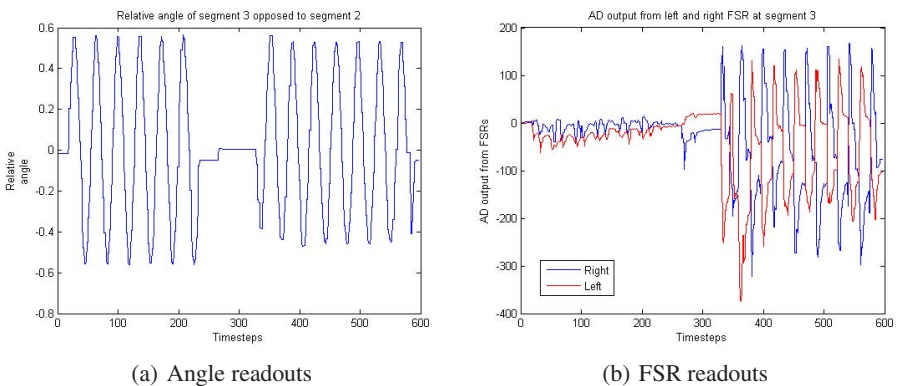 Relative angle of segment 3 opposed to segment 2
0.6
0.4
0.2
0
-0.2
-0.4
-0.6
-0.8
Relative
angle
0 100 200 300 400 500 600
Timesteps
(a) Angle readouts
AD output from left and right FSR at segment 3
200
100
0
-100
-200
-300
-400
AD output from FSRs
Right
Left
0 100 200 300 400 500 600
Timesteps
(b) FSR readouts